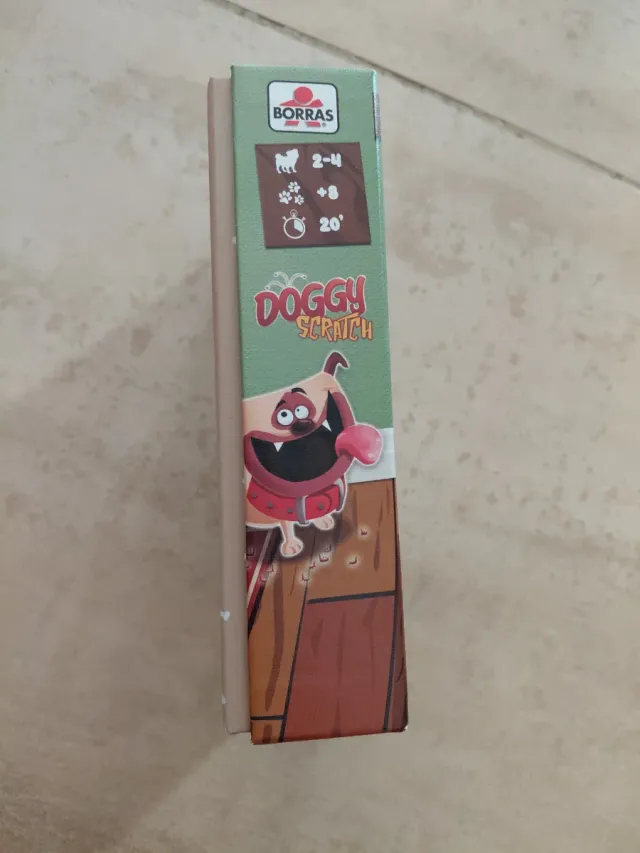 BORRAS
2-4
+8
20'
DOGGY
SCRATCH